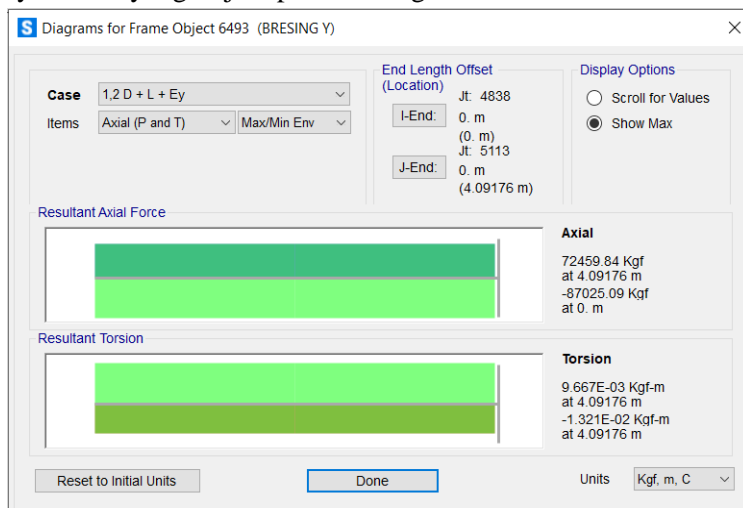 Diagrams for Frame Object 6493 (BRESING Y)
Case 1,2 D + L + Ey
Items Axial (P and T) Max/Min Env
End Length Offset
(Location)
Jt: 4838
I-End: 0. m
(0. m)
Jt: 5113
J-End: 0. m
(4.09176 m)
Display Options
Scroll for Values
Show Max
Resultant Axial Force
Axial
72459.84 Kgf
at 4.09176 m
-87025.09 Kgf
at 0. m
Resultant Torsion
Torsion
9.667E-03 Kgf-m
at 4.09176 m
-1.321E-02 Kgf-m
at 4.09176 m
Reset to Initial Units
Done
Units Kgf, m, C